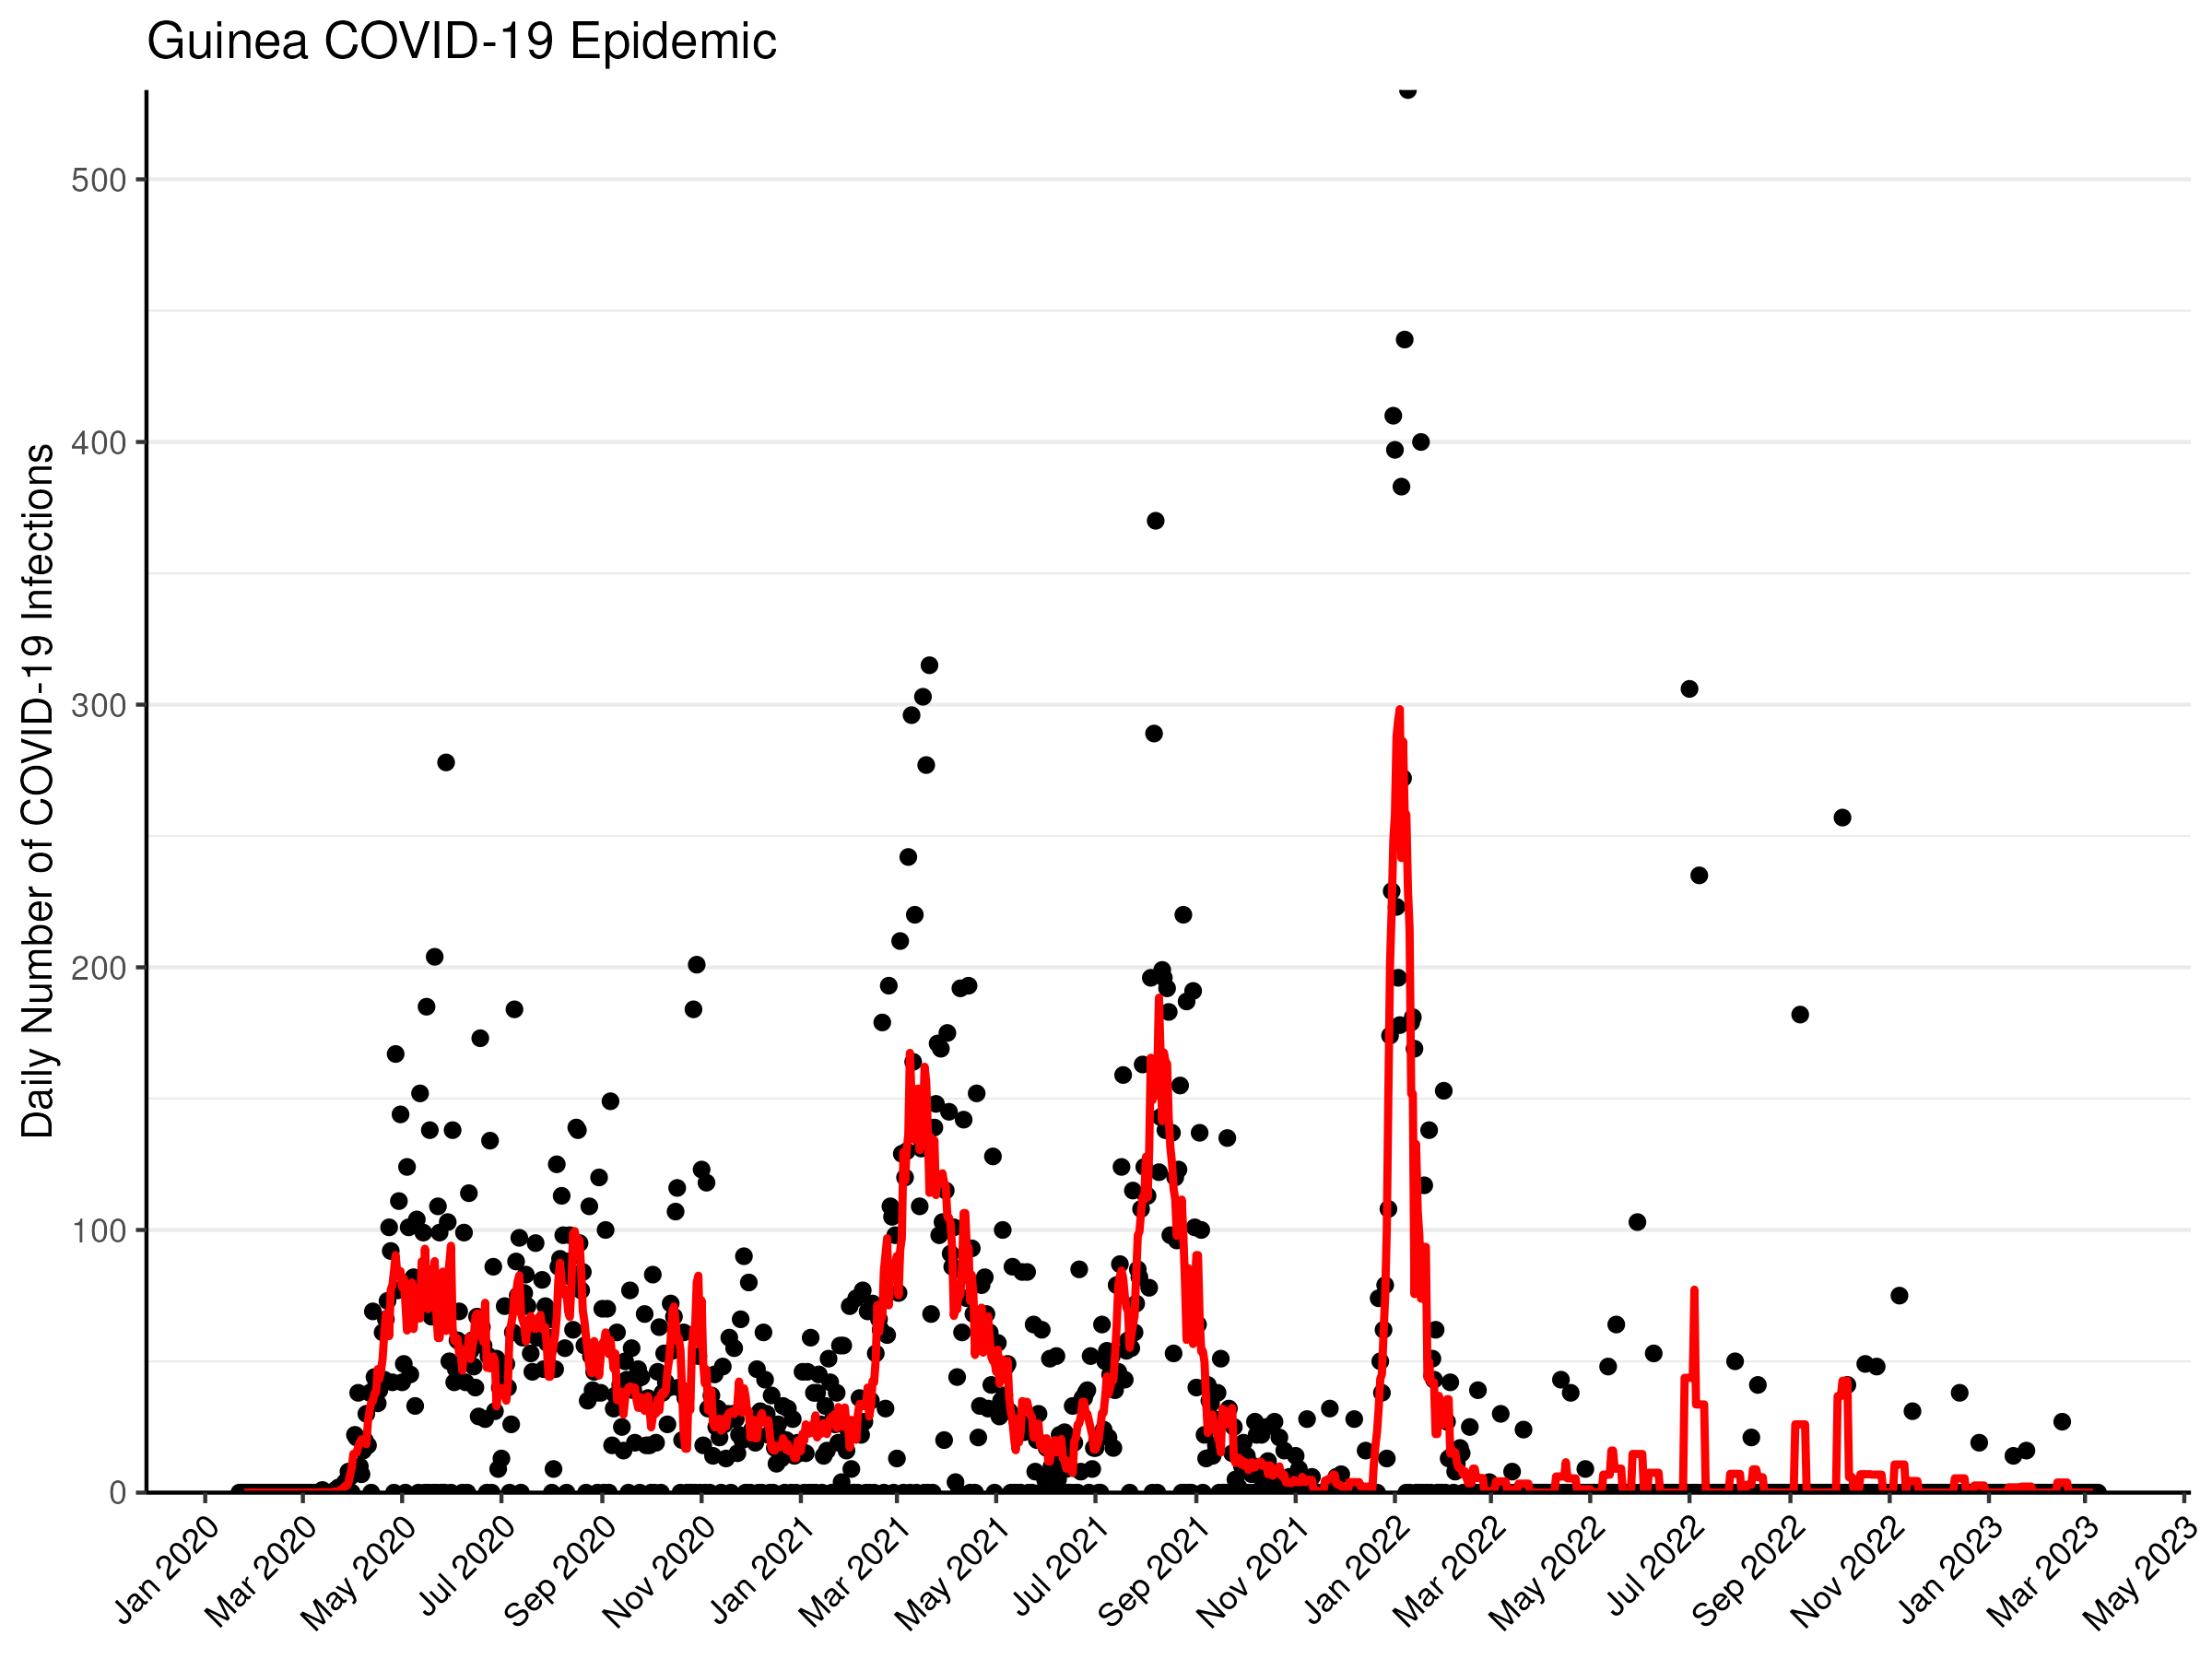 Guinea COVID-19 Epidemic
Daily Number of COVID-19 Infections
500
400
300
200
100
0
Jan 2020
Mar 2020
May 2020
Jul 2020
Sep 2020
Nov 2020
Jan 2021
Mar 2021
May 2021
Jul 2021
Sep 2021
Nov 2021
Jan 2022
Mar 2022
May 2022
Jul 2022
Sep 2022
Nov 2022
Jan 2023
Mar 2023
May 2023